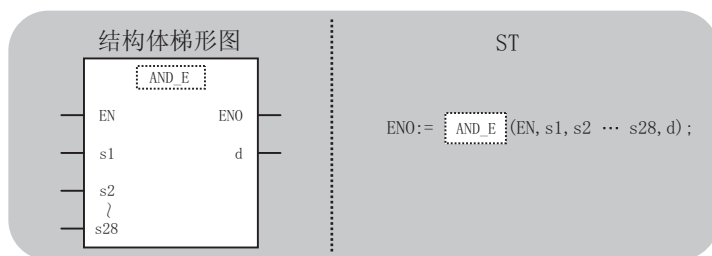 结构体梯形图
AND_E
EN ENO
s1 d
s2
~
s28
ST
ENO:= AND_E (EN, s1, s2 ··· s28, d);